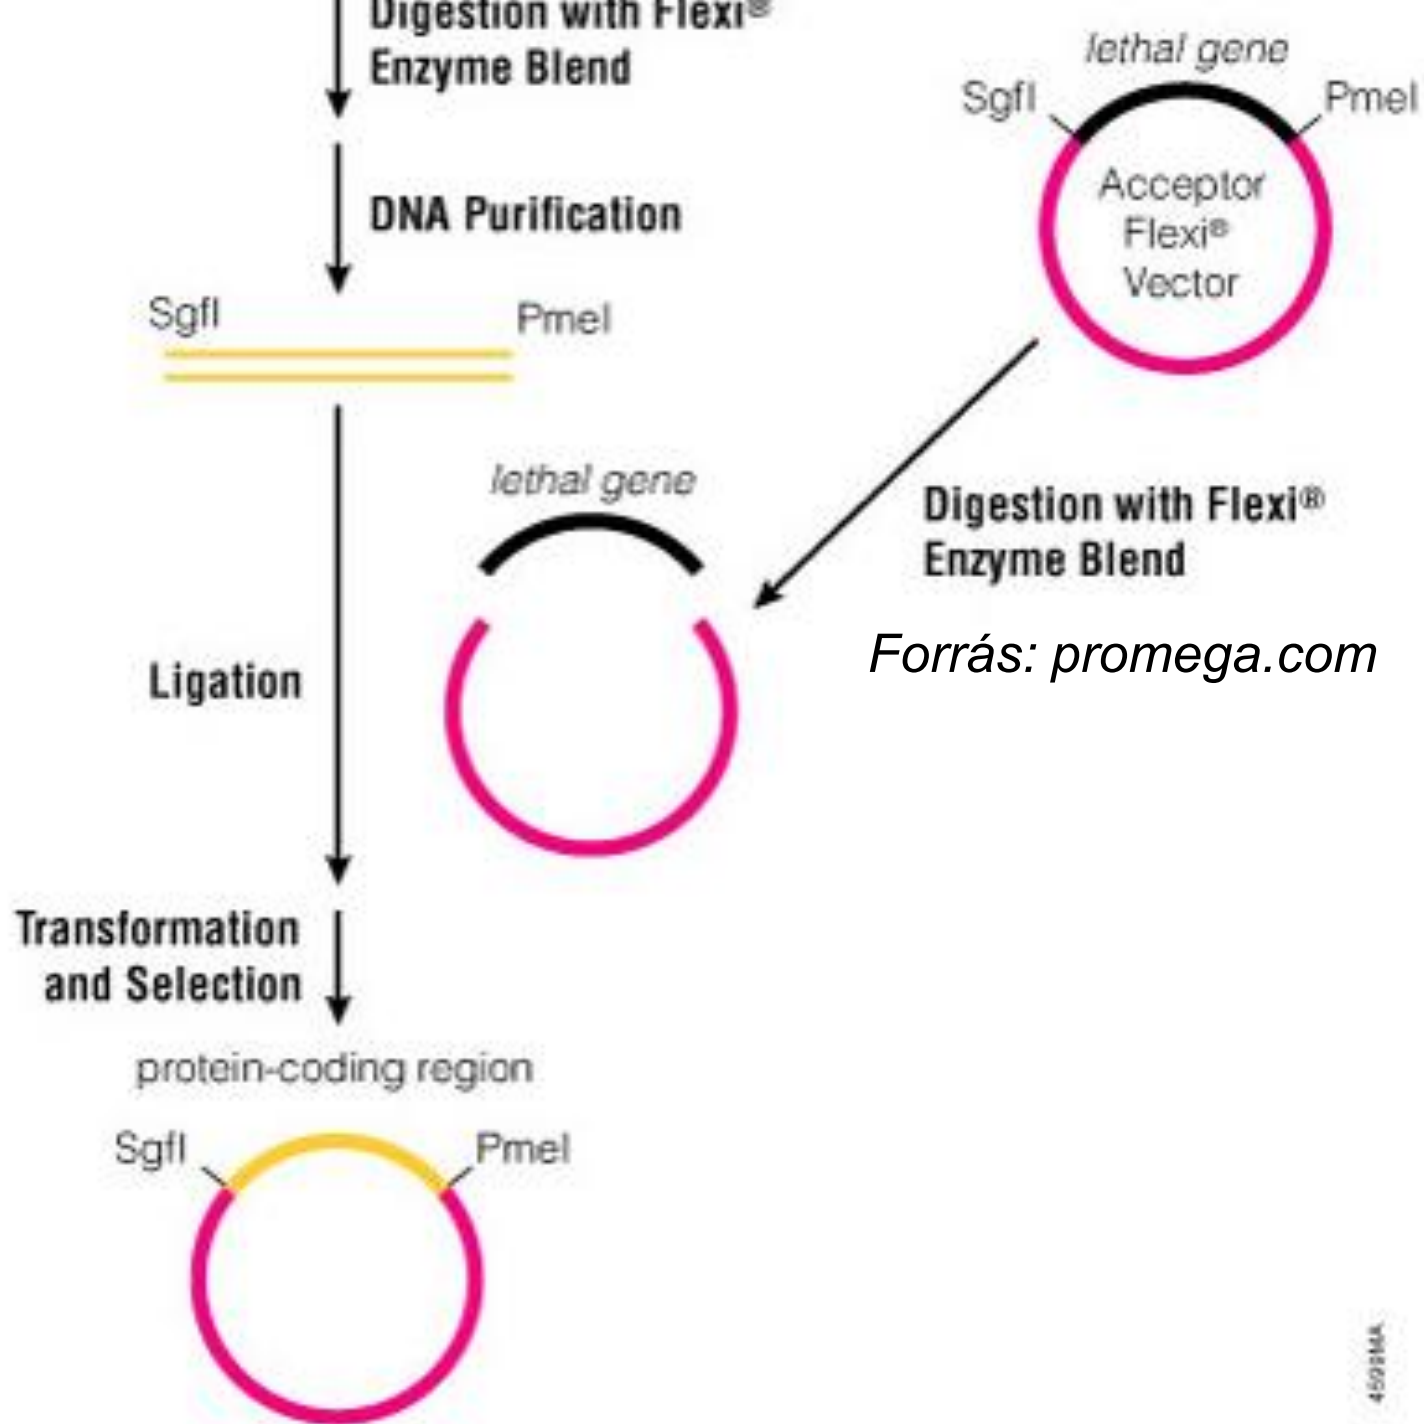 Digestion with Flexi®
Enzyme Blend
DNA Purification
SgfI
PmeI
lethal gene
SgfI
PmeI
Acceptor
Flexi®
Vector
lethal gene
Digestion with Flexi®
Enzyme Blend
Forrás: promega.com
Ligation
Transformation
and Selection
protein-coding region
SgfI
PmeI
4599MA